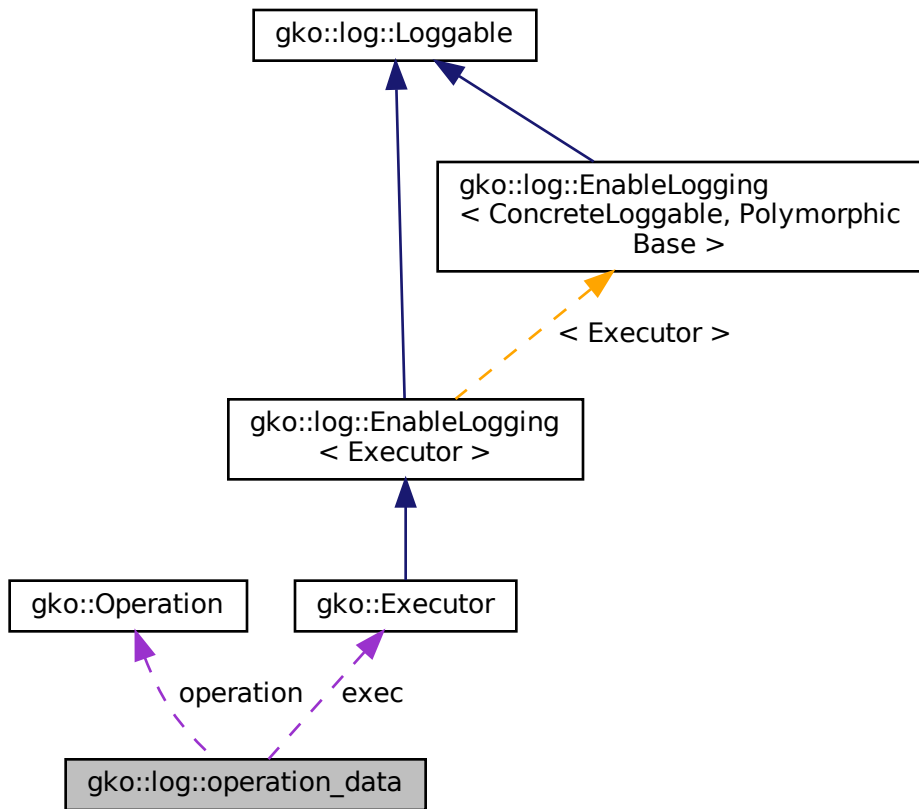 gko::log::Loggable
gko::log::EnableLogging
< ConcreteLoggable, Polymorphic
Base >
< Executor >
gko::log::EnableLogging
< Executor >
gko::Operation
gko::Executor
operation
exec
gko::log::operation_data